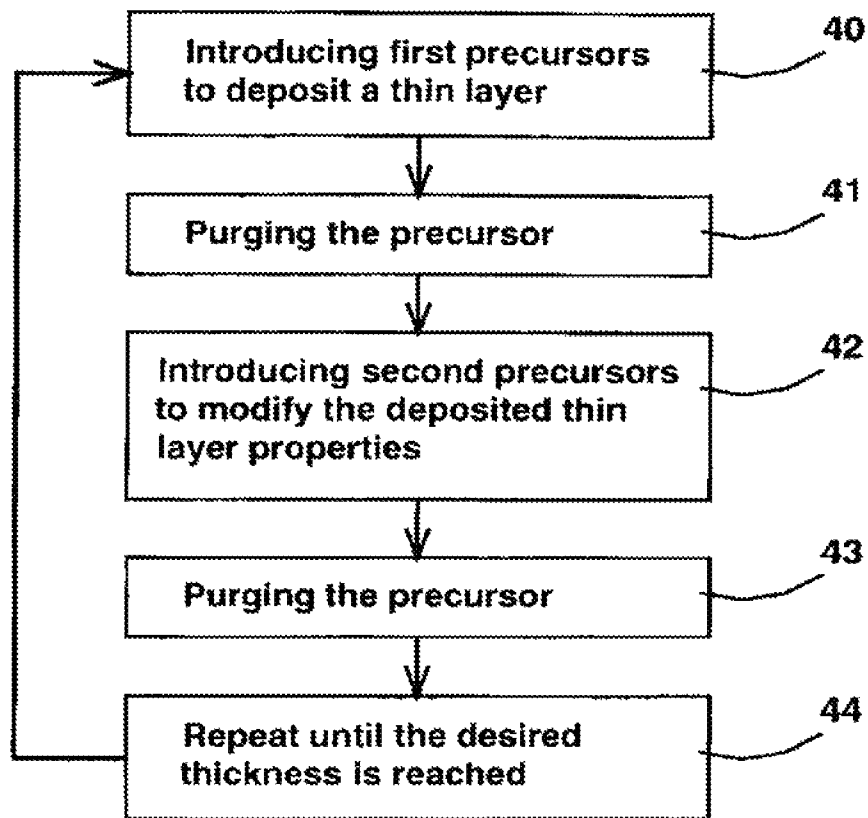 Introducing first precursors
to deposit a thin layer
40
Purging the precursor
41
Introducing second precursors
to modify the deposited thin
layer properties
42
Purging the precursor
43
Repeat until the desired
thickness is reached
44